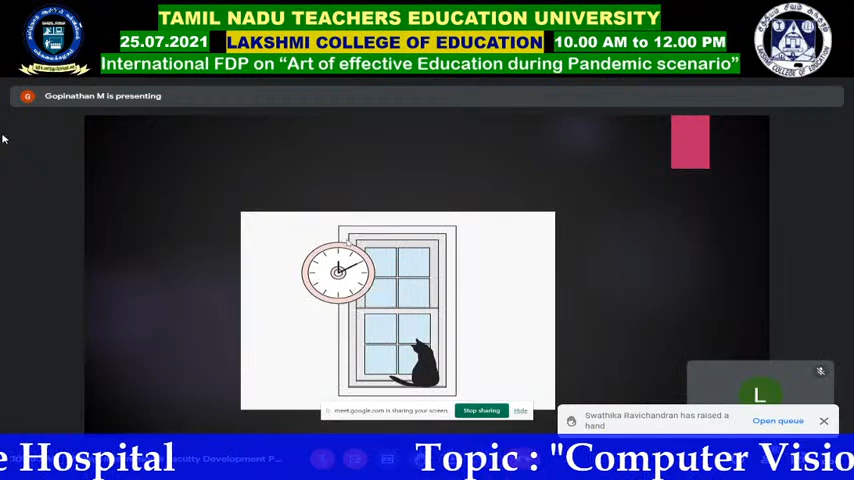 TAMIL NADU TEACHERS EDUCATION UNIVERSITY
25.07.2021 LAKSHMI COLLEGE OF EDUCATION 10.00 AM to 12.00 PM
International FDP on “Art of effective Education during Pandemic scenario”
G Gopinathan M is presenting
L
meet.google.com is sharing your screen. Stop sharing Hide
Swathika Ravichandran has raised a
hand
Open queue
e Hospital Topic : "Computer Visio
aculty Development P...